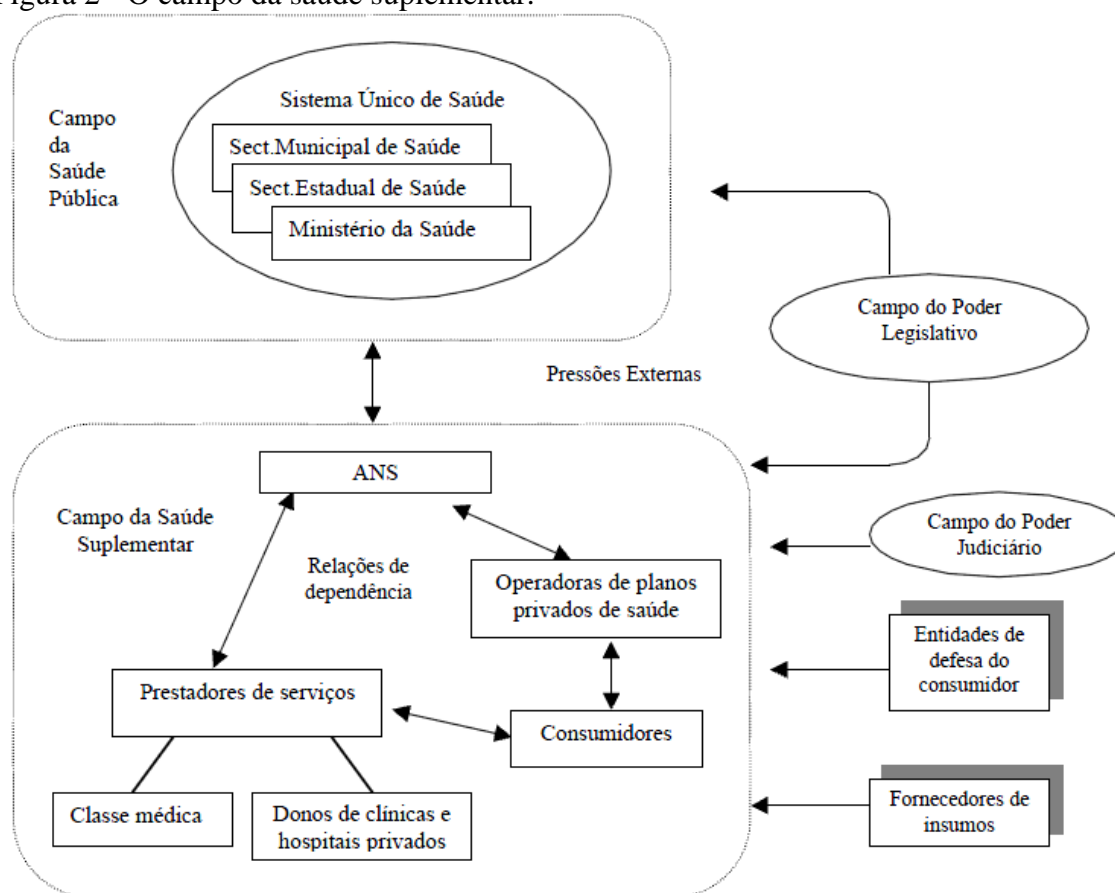 Figura 2 - O campo da saúde suplementar.
Campo
da
Saúde
Pública
Sistema Único de Saúde
Sect.Municipal de Saúde
Sect.Estadual de Saúde
Ministério da Saúde
Campo do Poder
Legislativo
Pressões Externas
ANS
Campo da Saúde
Suplementar
Relações de
dependência
Operadoras de planos
privados de saúde
Campo do Poder
Judiciário
Prestadores de serviços
Consumidores
Entidades de
defesa do
consumidor
Classe médica
Donos de clínicas e
hospitais privados
Fornecedores de
insumos